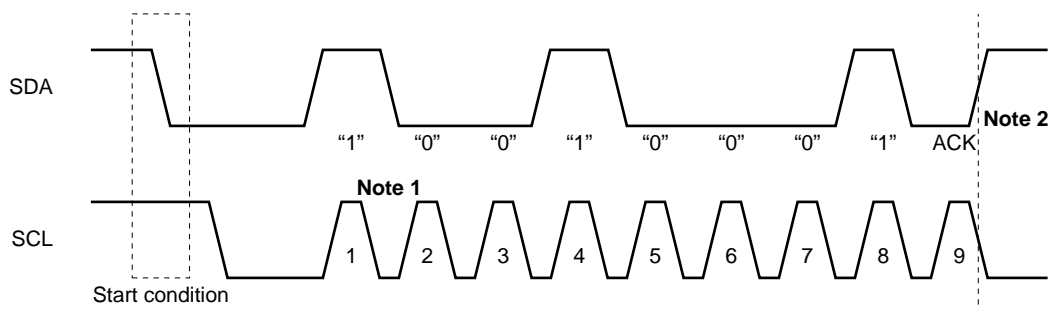 SDA
Note 2
“1” “0” “0” “1” “0” “0” “0” “1” ACK
Note 1
SCL
1 2 3 4 5 6 7 8 9
Start condition